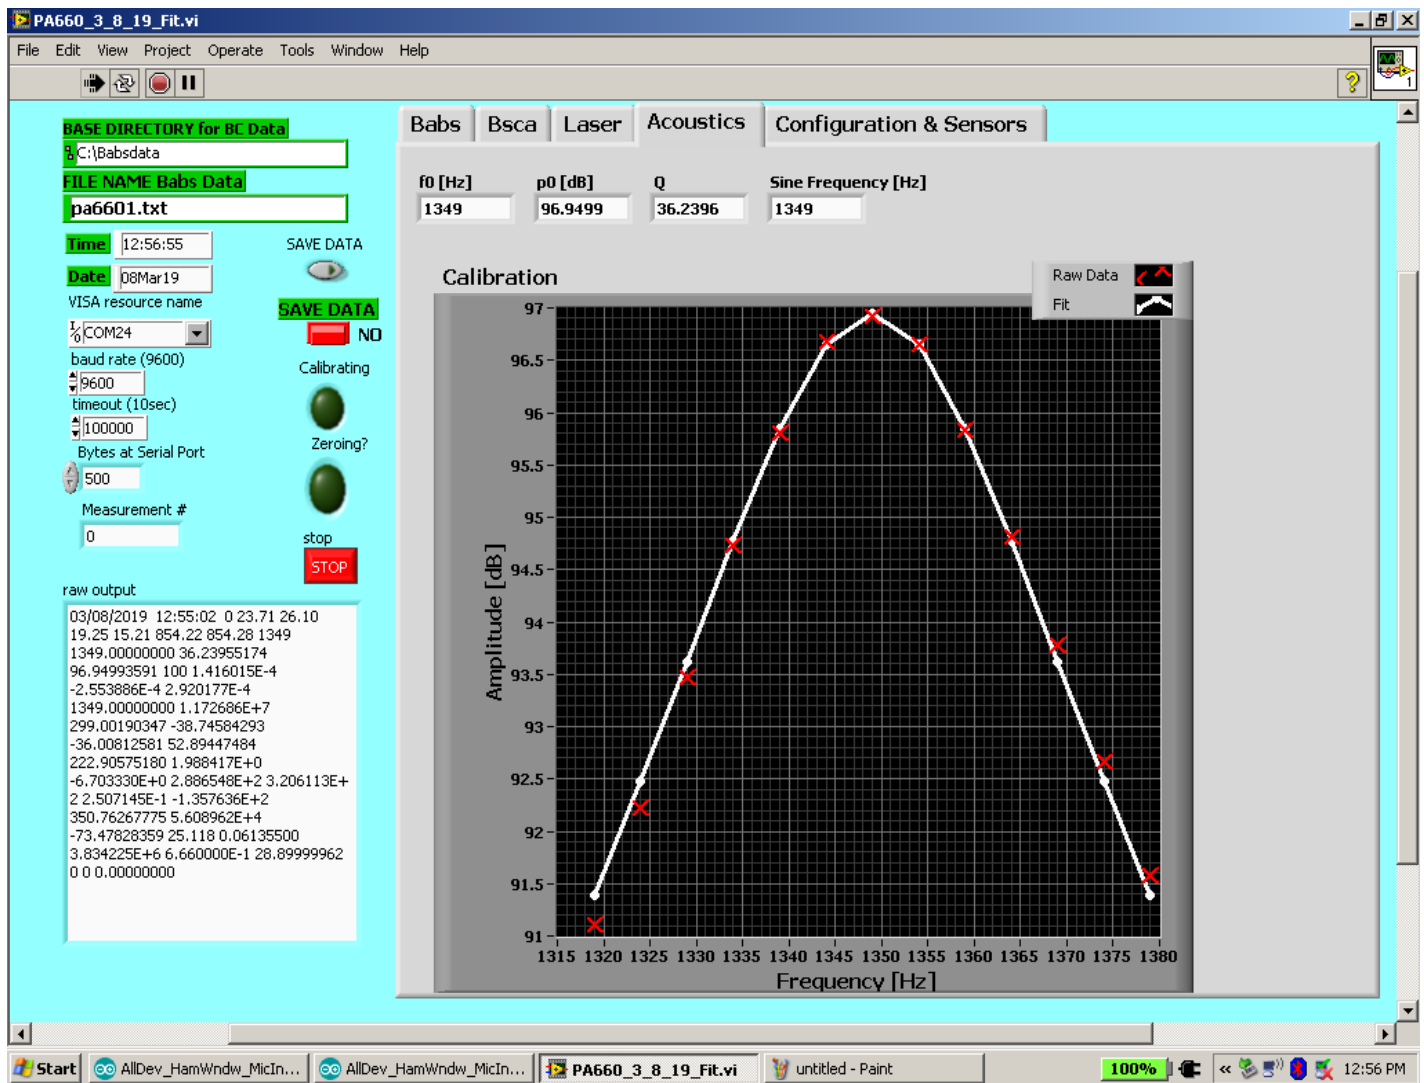 PA660_3_8_19_Fit.vi
File Edit View Project Operate Tools Window Help
BASE DIRECTORY for BC Data
C:\Babsdata
FILE NAME Babs Data
pa6601.txt
Time 12:56:55
Date 08Mar19
SAVE DATA
VISA resource name
COM24
SAVE DATA
NO
baud rate (9600)
9600
Calibrating
timeout (10sec)
100000
Zeroing?
Bytes at Serial Port
500
Measurement #
0
stop
STOP
raw output
03/08/2019 12:55:02 0 23.71 26.10
19.25 15.21 854.22 854.28 1349
1349.00000000 36.23955174
96.94993591 100 1.416015E-4
-2.553886E-4 2.920177E-4
1349.00000000 1.172686E+7
299.00190347 -38.74584293
-36.00812581 52.89447484
222.90575180 1.988417E+0
-6.703330E+0 2.886548E+2 3.206113E+
2 2.507145E-1 -1.357636E+2
350.76267775 5.608962E+4
-73.47828359 25.118 0.06135500
3.834225E+6 6.660000E-1 28.89999962
0 0 0.00000000
Babs Bsca Laser Acoustics Configuration & Sensors
f0 [Hz] p0 [dB] Q Sine Frequency [Hz]
1349 96.9499 36.2396 1349
Calibration
Raw Data
Fit
Amplitude [dB]
97
96.5
96
95.5
95
94.5
94
93.5
93
92.5
92
91.5
91
1315 1320 1325 1330 1335 1340 1345 1350 1355 1360 1365 1370 1375 1380
Frequency [Hz]
Start AllDev_HamWndw_MicIn... AllDev_HamWndw_MicIn... PA660_3_8_19_Fit.vi untitled - Paint 100% « 12:56 PM